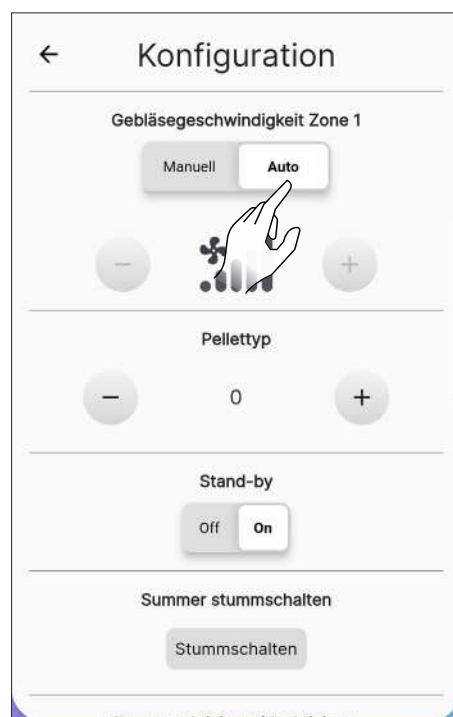 ← Konfiguration
Gebläsegeschwindigkeit Zone 1
Manuell Auto
− +
Pellettyp
− 0 +
Stand-by
Off On
Summer stummschalten
Stummschalten